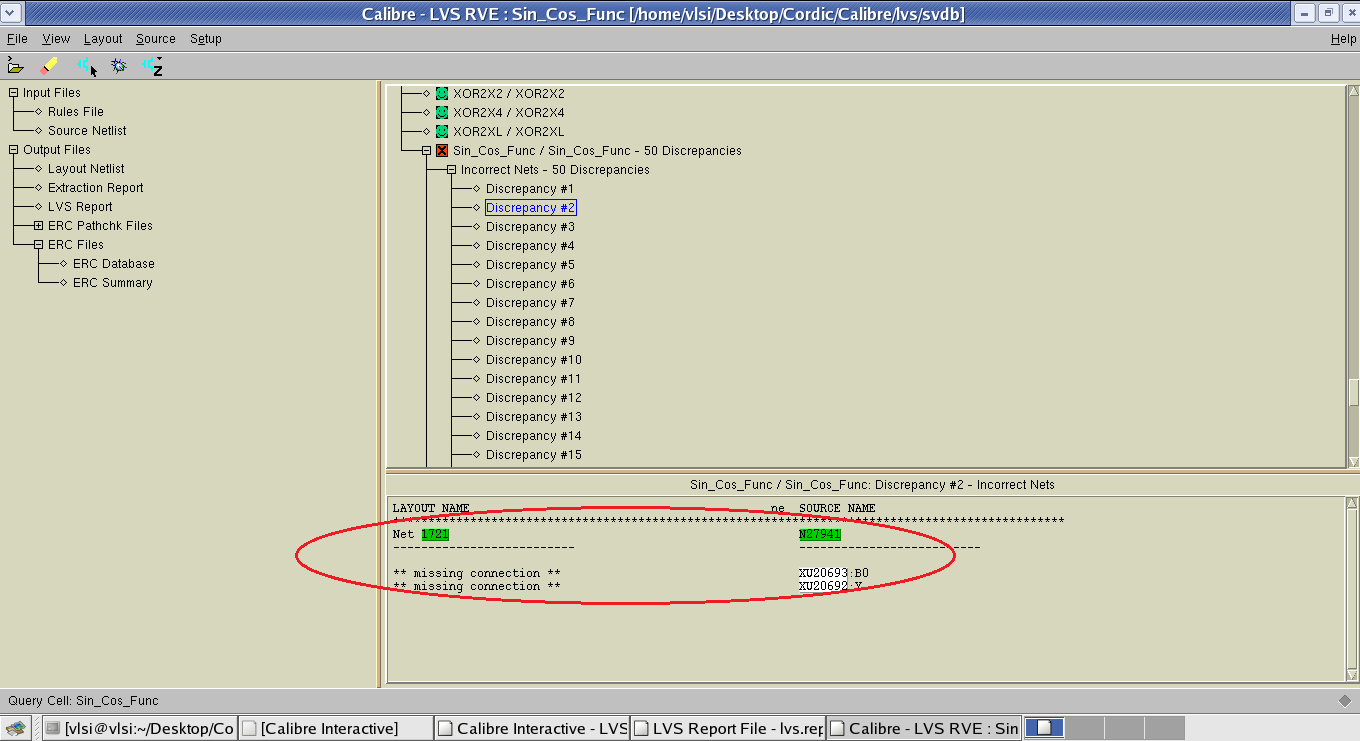 Calibre - LVS RVE : Sin_Cos_Func [/home/vlsi/Desktop/Cordic/Calibre/lvs/svdb]
File View Layout Source Setup Help
Input Files
Rules File
Source Netlist
Output Files
Layout Netlist
Extraction Report
LVS Report
ERC Pathchk Files
ERC Files
ERC Database
ERC Summary
XOR2X2 / XOR2X2
XOR2X4 / XOR2X4
XOR2XL / XOR2XL
Sin_Cos_Func / Sin_Cos_Func - 50 Discrepancies
Incorrect Nets - 50 Discrepancies
Discrepancy #1
Discrepancy #2
Discrepancy #3
Discrepancy #4
Discrepancy #5
Discrepancy #6
Discrepancy #7
Discrepancy #8
Discrepancy #9
Discrepancy #10
Discrepancy #11
Discrepancy #12
Discrepancy #13
Discrepancy #14
Discrepancy #15
Sin_Cos_Func / Sin_Cos_Func: Discrepancy #2 - Incorrect Nets
LAYOUT NAME ne SOURCE NAME
Net 1721 N27941
** missing connection ** XU20693:B0
** missing connection ** XU20692:Y
Query Cell: Sin_Cos_Func
[vlsi@vlsi:~/Desktop/Co [Calibre Interactive] Calibre Interactive - LVS LVS Report File - lvs.rep Calibre - LVS RVE : Sin